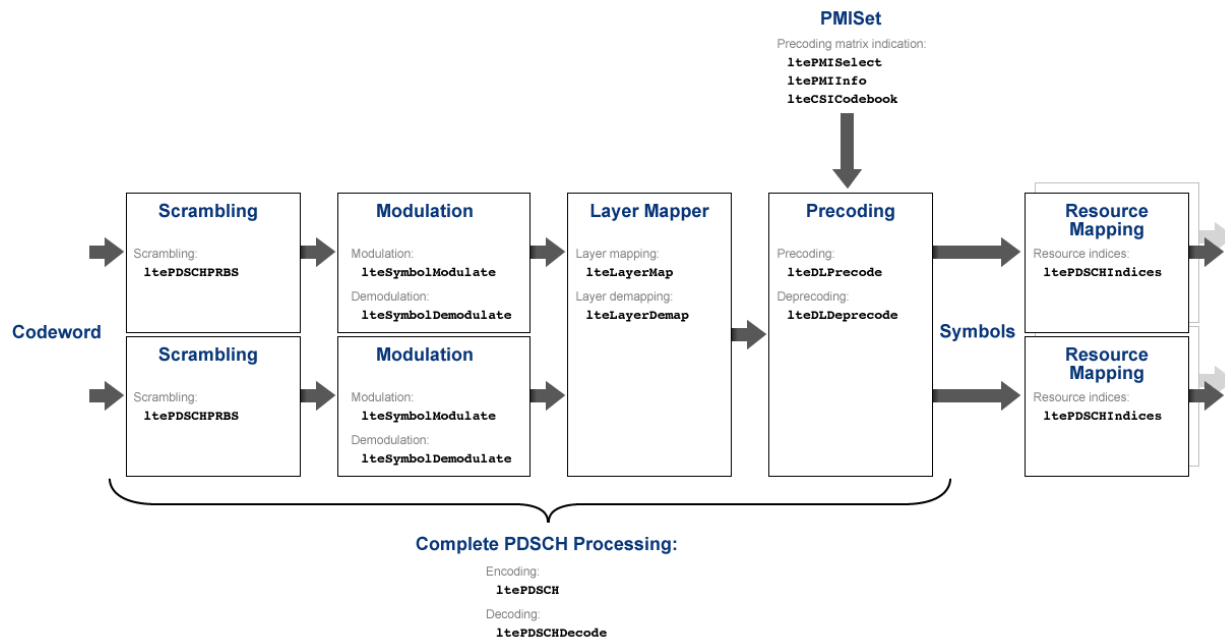 PMISet
Precoding matrix indication:
ltePMISelect
ltePMIInfo
lteCSICodebook
Codeword
Scrambling
Scrambling:
ltePDSCHPRBS
Scrambling
Scrambling:
ltePDSCHPRBS
Modulation
Modulation:
lteSymbolModulate
Demodulation:
lteSymbolDemodulate
Modulation
Modulation:
lteSymbolModulate
Demodulation:
lteSymbolDemodulate
Layer Mapper
Layer mapping:
lteLayerMap
Layer demapping:
lteLayerDemap
Precoding
Precoding:
lteDLPrecode
Deprecoding:
lteDLDeprecode
Symbols
Resource
Mapping
Resource indices:
ltePDSCHIndices
Resource
Mapping
Resource indices:
ltePDSCHIndices
Complete PDSCH Processing:
Encoding:
ltePDSCH
Decoding:
ltePDSCHDecode